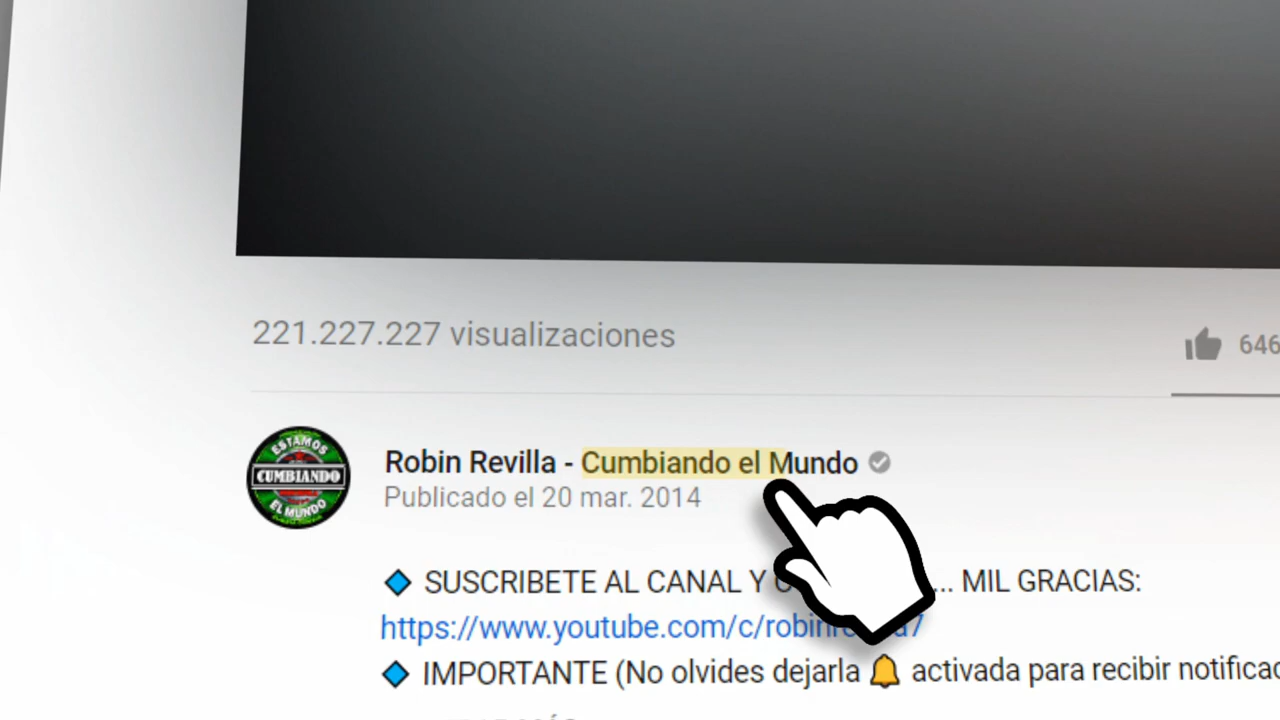 221.227.227 visualizaciones
646
ESTAMOS
CUMBIANDO
EL MUNDO
Robin Revilla - Cumbiando el Mundo
Publicado el 20 mar. 2014
SUSCRIBETE AL CANAL Y ... MIL GRACIAS:
https://www.youtube.com/c/robinr
IMPORTANTE (No olvides dejarla 🔔 activada para recibir notificac